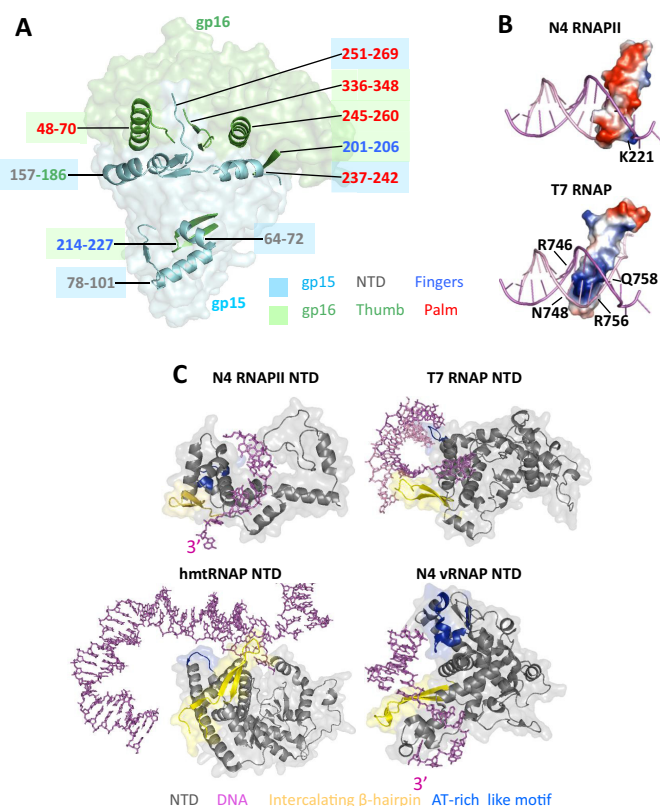 A
gp16
251-269
336-348
245-260
48-70
201-206
157-186
237-242
214-227
64-72
78-101
gp15
gp15 NTD Fingers
gp16 Thumb Palm
B
N4 RNAPII
K221
T7 RNAP
R746
Q758
N748
R756
C
N4 RNAPII NTD
T7 RNAP NTD
3’
hmtRNAP NTD
N4 vRNAP NTD
3’
NTD DNA Intercalating β-hairpin AT-rich like motif